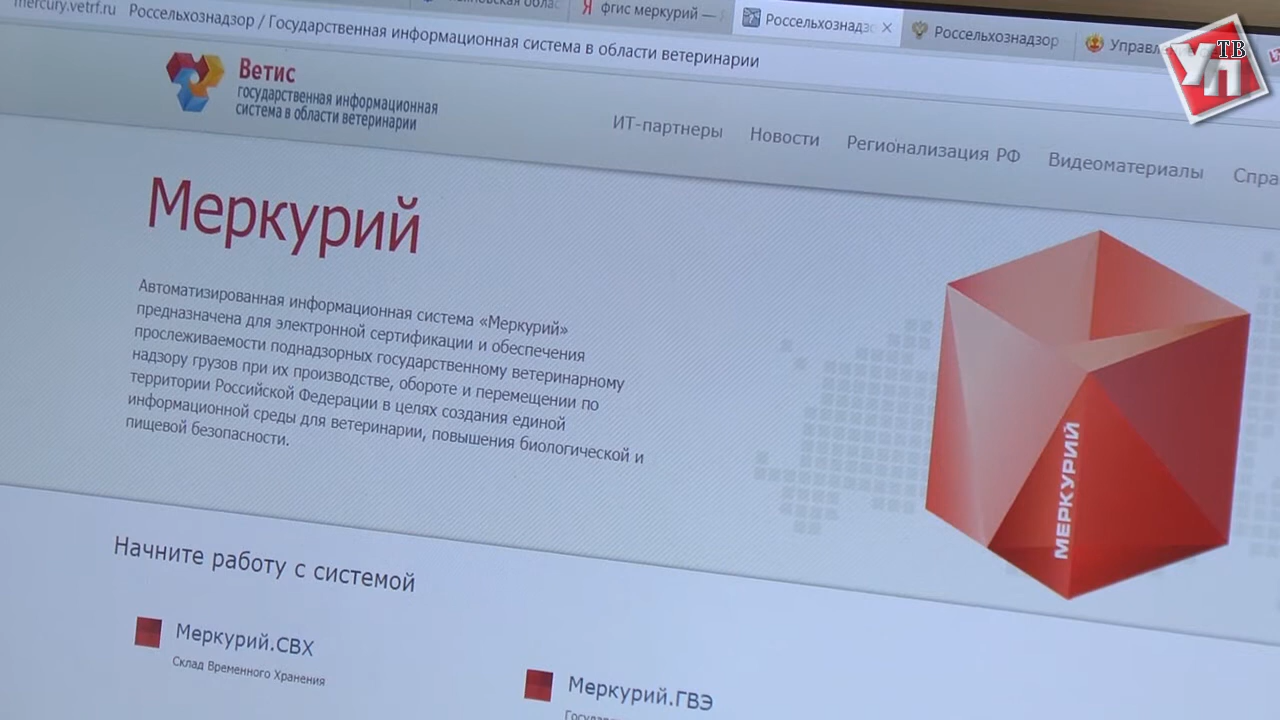 mercury.vetrf.ru Россельхознадзор / Государственная информационная система в области ветеринарии
фгис меркурий —
Россельхознадзо
Россельхознадзор
УП ТВ
Ветис
государственная информационная
система в области ветеринарии
ИТ-партнеры Новости Регионализация РФ Видеоматериалы Спра
Меркурий
Автоматизированная информационная система «Меркурий»
предназначена для электронной сертификации и обеспечения
прослеживаемости поднадзорных государственному ветеринарному
надзору грузов при их производстве, обороте и перемещении по
территории Российской Федерации в целях создания единой
информационной среды для ветеринарии, повышения биологической и
пищевой безопасности.
МЕРКУРИЙ
Начните работу с системой
Меркурий.СВХ
Склад Временного Хранения
Меркурий.ГВЭ